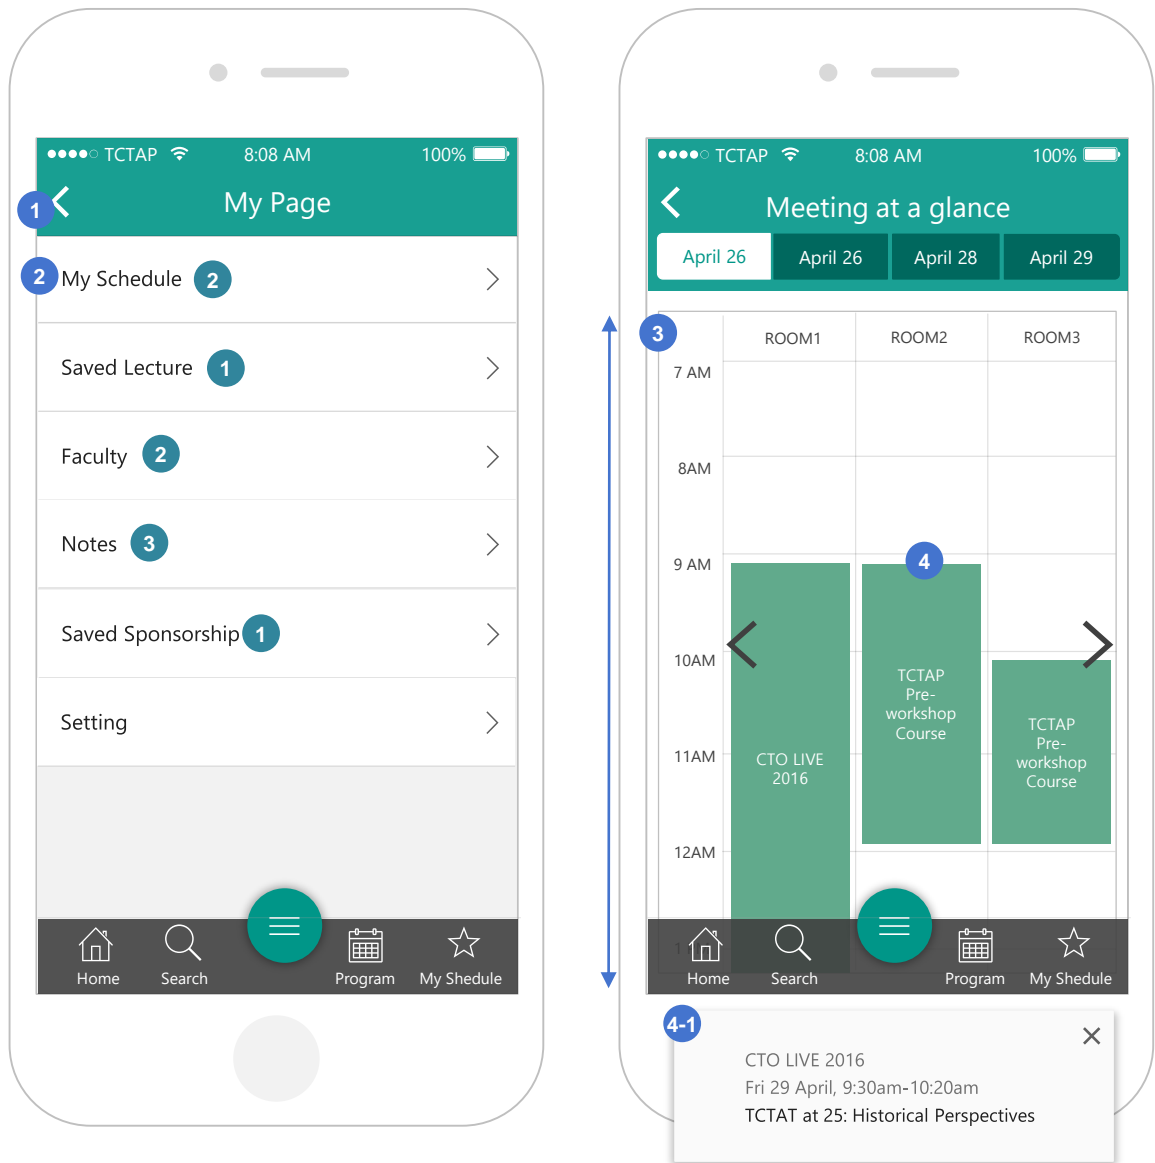 TCTAP 8:08 AM 100%
1 My Page
2 My Schedule 2
Saved Lecture 1
Faculty 2
Notes 3
Saved Sponsorship 1
Setting
Home Search Program My Shedule
TCTAP 8:08 AM 100%
Meeting at a glance
April 26 April 26 April 28 April 29
3 ROOM1 ROOM2 ROOM3
7 AM
8AM
9 AM
4
10AM
11AM
12AM
CTO LIVE
2016
TCTAP
Pre-
workshop
Course
TCTAP
Pre-
workshop
Course
Home Search Program My Shedule
4-1
CTO LIVE 2016
Fri 29 April, 9:30am-10:20am
TCTAT at 25: Historical Perspectives